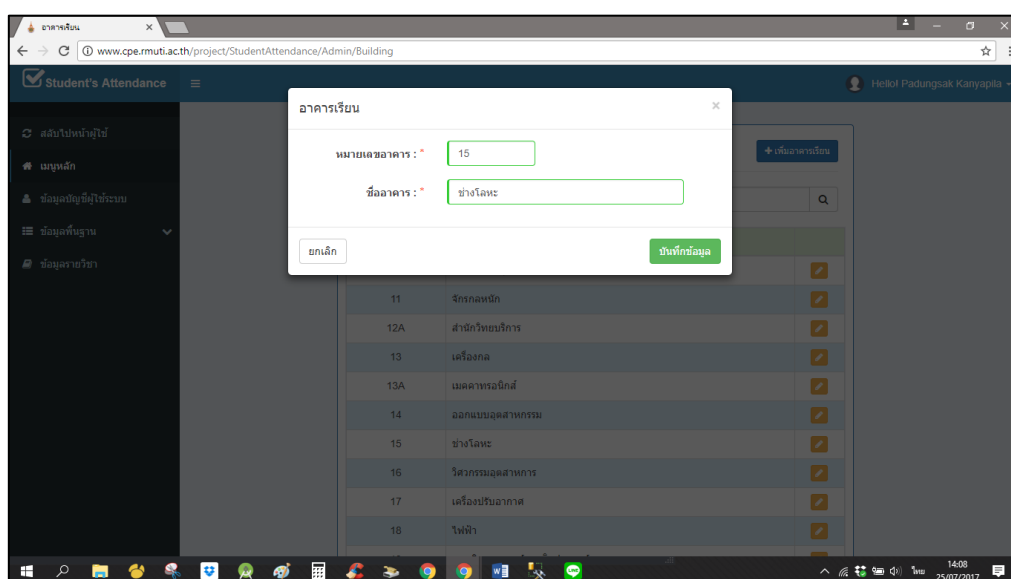 อาคารเรียน
www.cpe.rmuti.ac.th/project/StudentAttendance/Admin/Building
Student's Attendance
Hello! Padungsak Kanyapila
สลับไปหน้าผู้ใช้
เมนูหลัก
ข้อมูลบัญชีผู้ใช้ระบบ
ข้อมูลพื้นฐาน
ข้อมูลรายวิชา
อาคารเรียน ×
หมายเลขอาคาร : * 15
ชื่ออาคาร : * ช่างโลหะ
ยกเลิก บันทึกข้อมูล
+ เพิ่มอาคารเรียน
11 จักรกลหนัก
12A สำนักวิทยบริการ
13 เครื่องกล
13A เมคคาทรอนิกส์
14 ออกแบบอุตสาหกรรม
15 ช่างโลหะ
16 วิศวกรรมอุตสาหการ
17 เครื่องปรับอากาศ
18 ไฟฟ้า
ไทย
14:08
25/07/2017